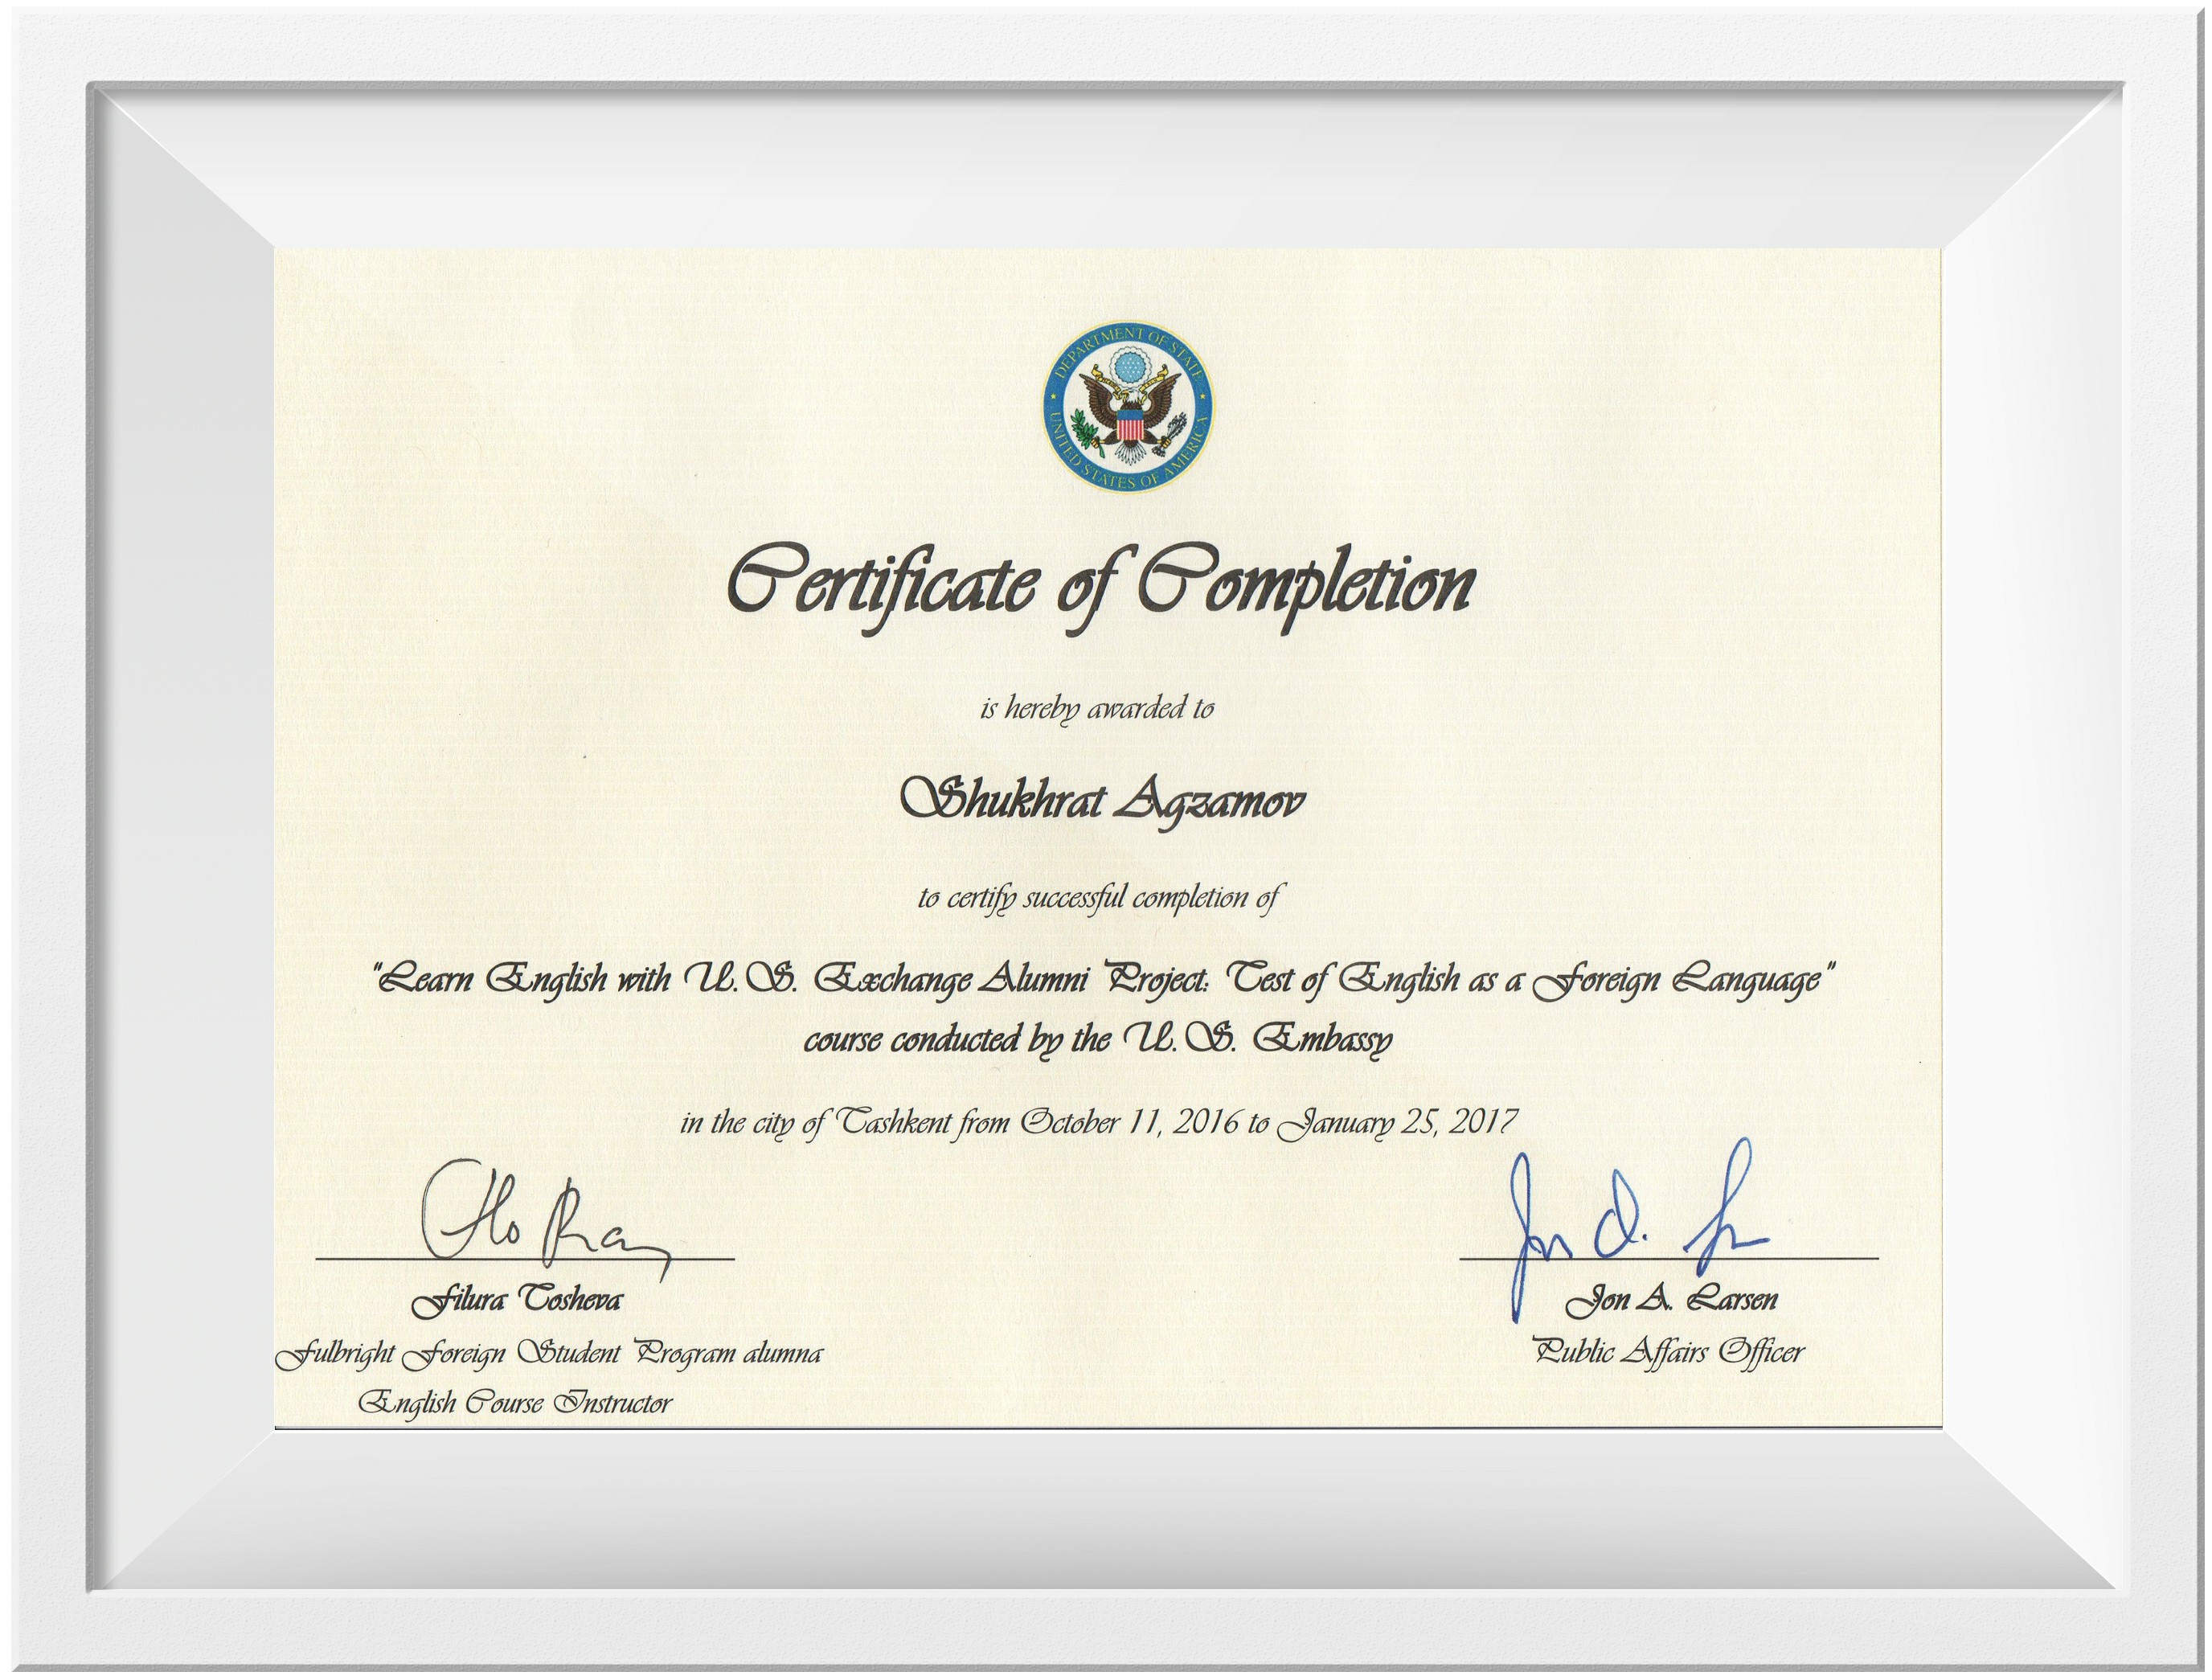 DEPARTMENT OF STATE
UNITED STATES OF AMERICA
Certificate of Completion
is hereby awarded to
Shukhrat Agzamov
to certify successful completion of
"Learn English with U.S. Exchange Alumni Project: Test of English as a Foreign Language"
course conducted by the U.S. Embassy
in the city of Tashkent from October 11, 2016 to January 25, 2017
Filura Tosheva
Fulbright Foreign Student Program alumna
English Course Instructor
Jon A. Larsen
Public Affairs Officer